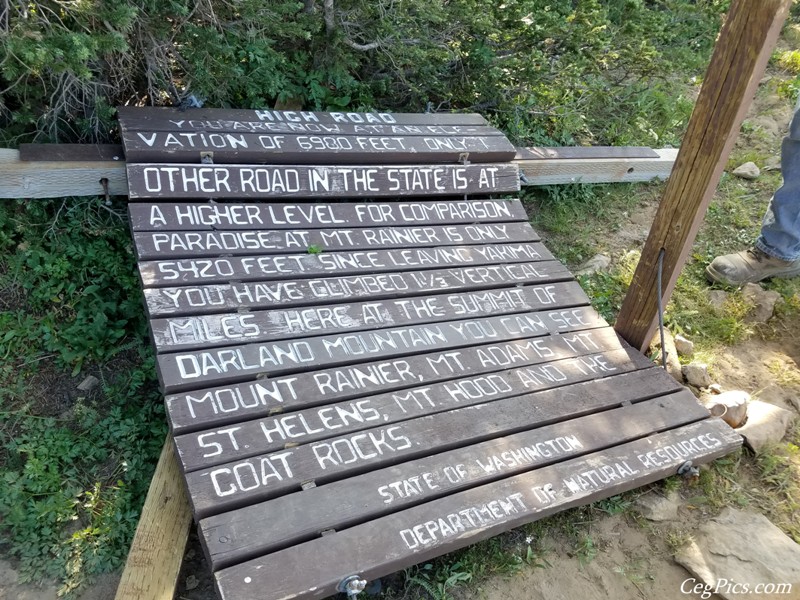 HIGH ROAD
YOU ARE NOW AT AN ELE-
VATION OF 6900 FEET, ONLY 1
OTHER ROAD IN THE STATE IS AT
A HIGHER LEVEL. FOR COMPARISON,
PARADISE AT MT. RAINIER IS ONLY
5420 FEET. SINCE LEAVING YAKIMA
YOU HAVE CLIMBED 1 1/3 VERTICAL
MILES. HERE AT THE SUMMIT OF
DARLAND MOUNTAIN YOU CAN SEE
MOUNT RAINIER, MT. ADAMS, MT.
ST. HELENS, MT. HOOD AND THE
GOAT ROCKS.
STATE OF WASHINGTON
DEPARTMENT OF NATURAL RESOURCES
CegPics.com